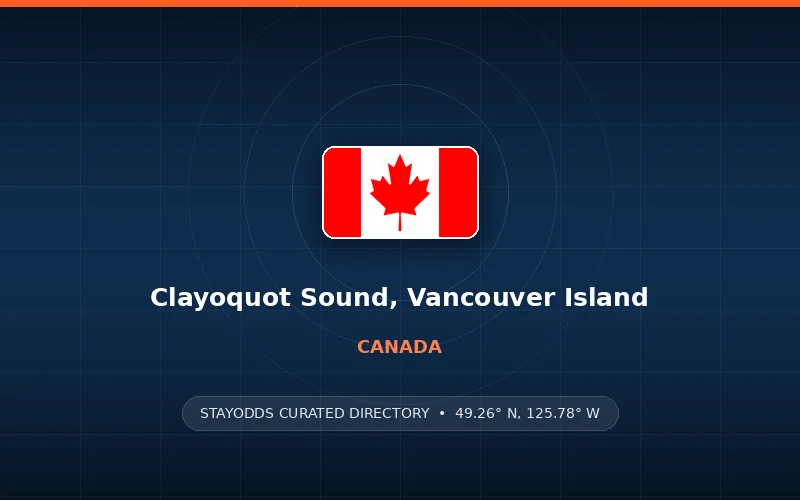 Clayoquot Sound, Vancouver Island
CANADA
STAYODDS CURATED DIRECTORY • 49.26° N, 125.78° W